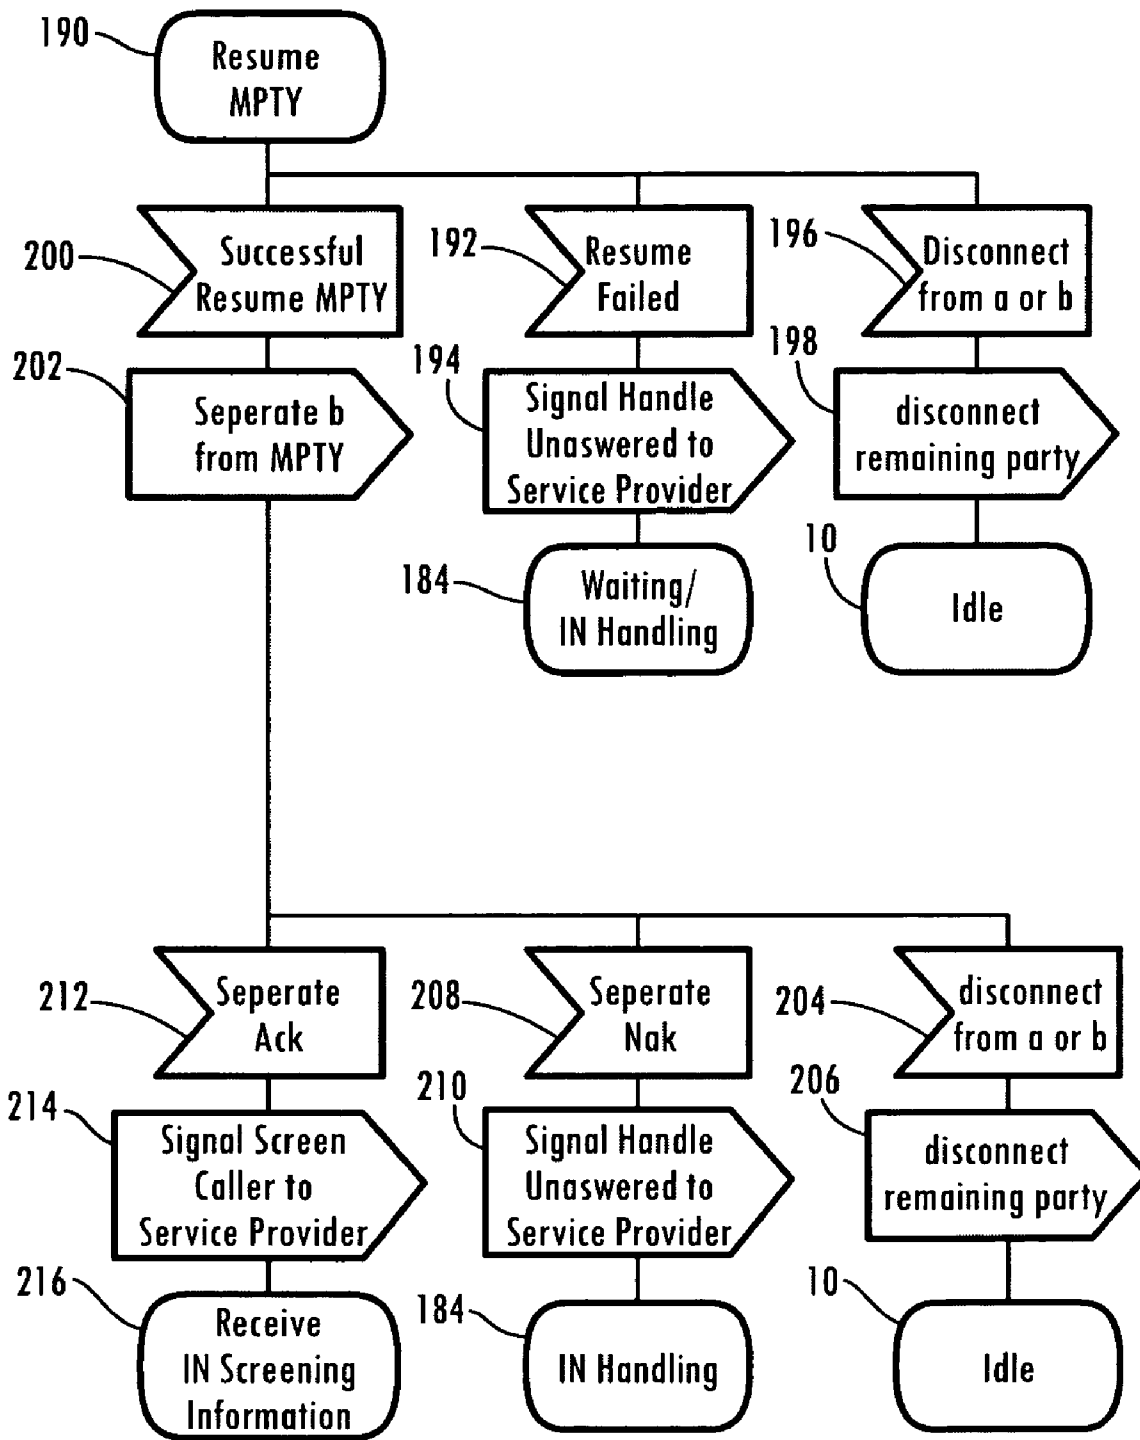 190
Resume
MPTY
200
Successful
Resume MPTY
192
Resume
Failed
196
Disconnect
from a or b
202
Seperate b
from MPTY
194
Signal Handle
Unaswered to
Service Provider
198
disconnect
remaining party
184
Waiting/
IN Handling
10
Idle
212
Seperate
Ack
208
Seperate
Nak
204
disconnect
from a or b
214
Signal Screen
Caller to
Service Provider
210
Signal Handle
Unaswered to
Service Provider
206
disconnect
remaining party
216
Receive
IN Screening
Information
184
IN Handling
10
Idle